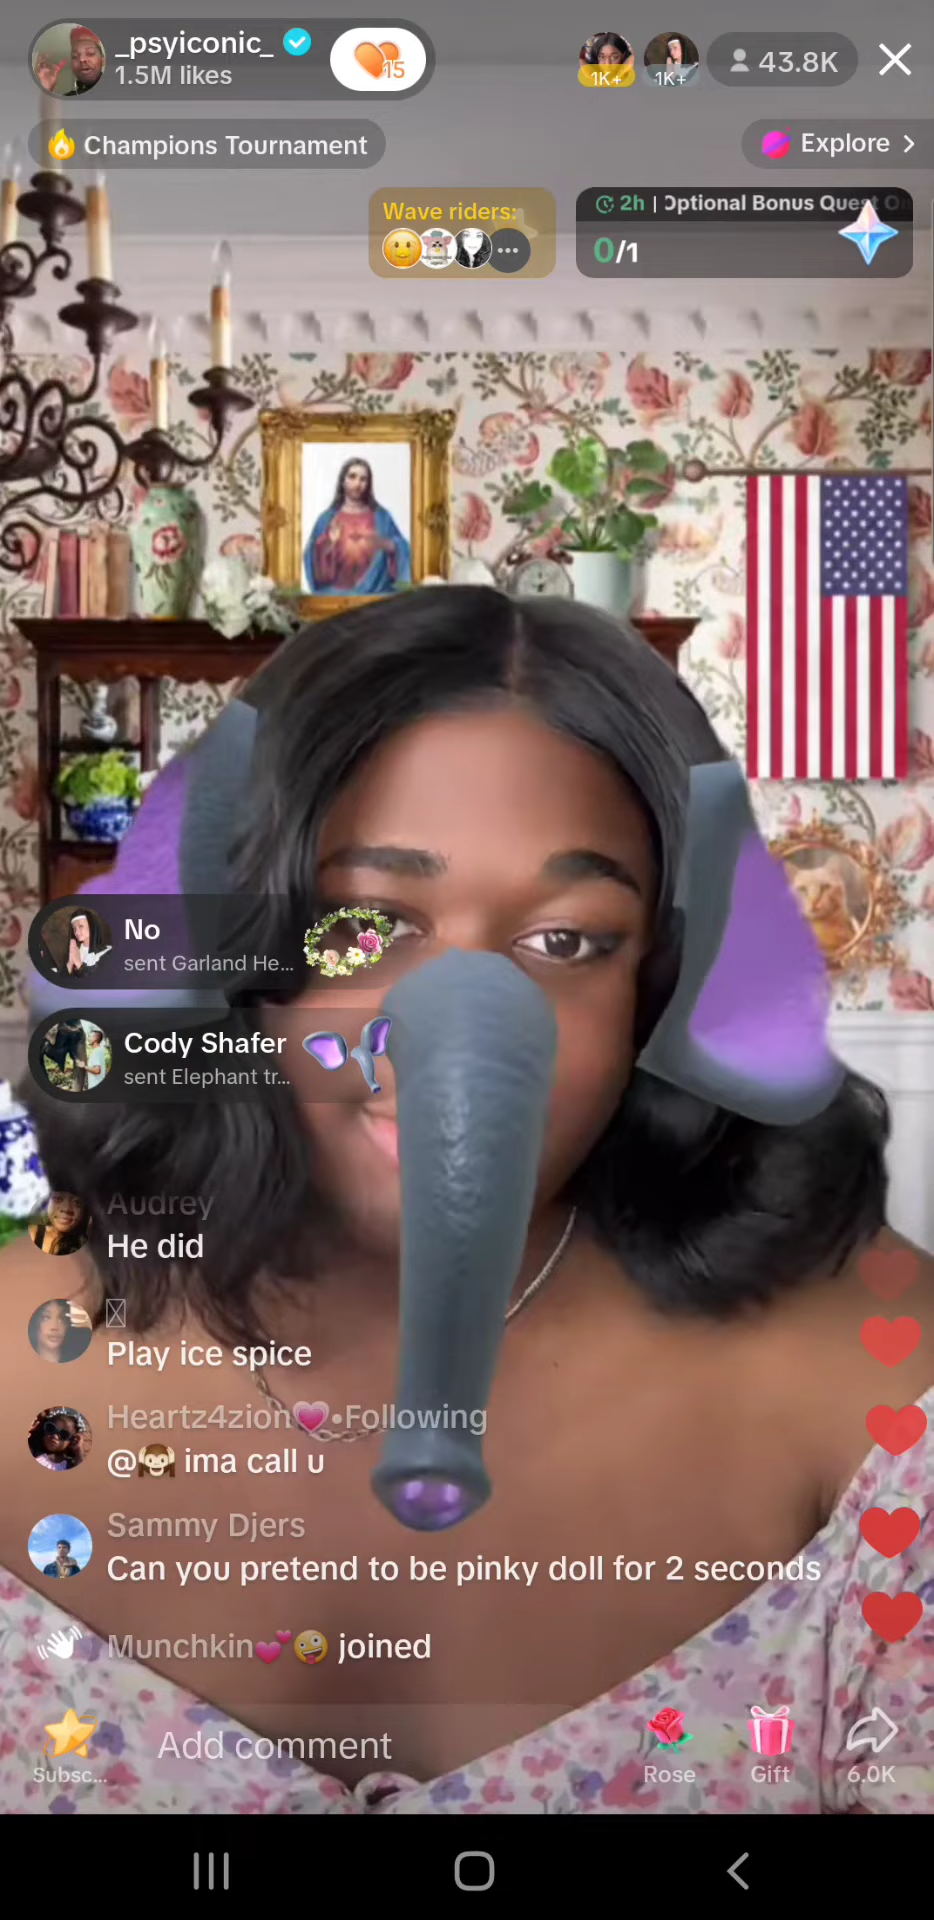 _psyiconic_
1.5M likes
15
1K+
1K+
43.8K
Champions Tournament
Explore
Wave riders:
2h | Optional Bonus Quest
0/1
No
sent Garland He...
Cody Shafer
sent Elephant tr...
Audrey
He did
Play ice spice
Heartz4zion💗•Following
@🙊 ima call u
Sammy Djers
Can you pretend to be pinky doll for 2 seconds
Munchkin💕🤪 joined
Subsc...
Add comment
Rose
Gift
6.0K